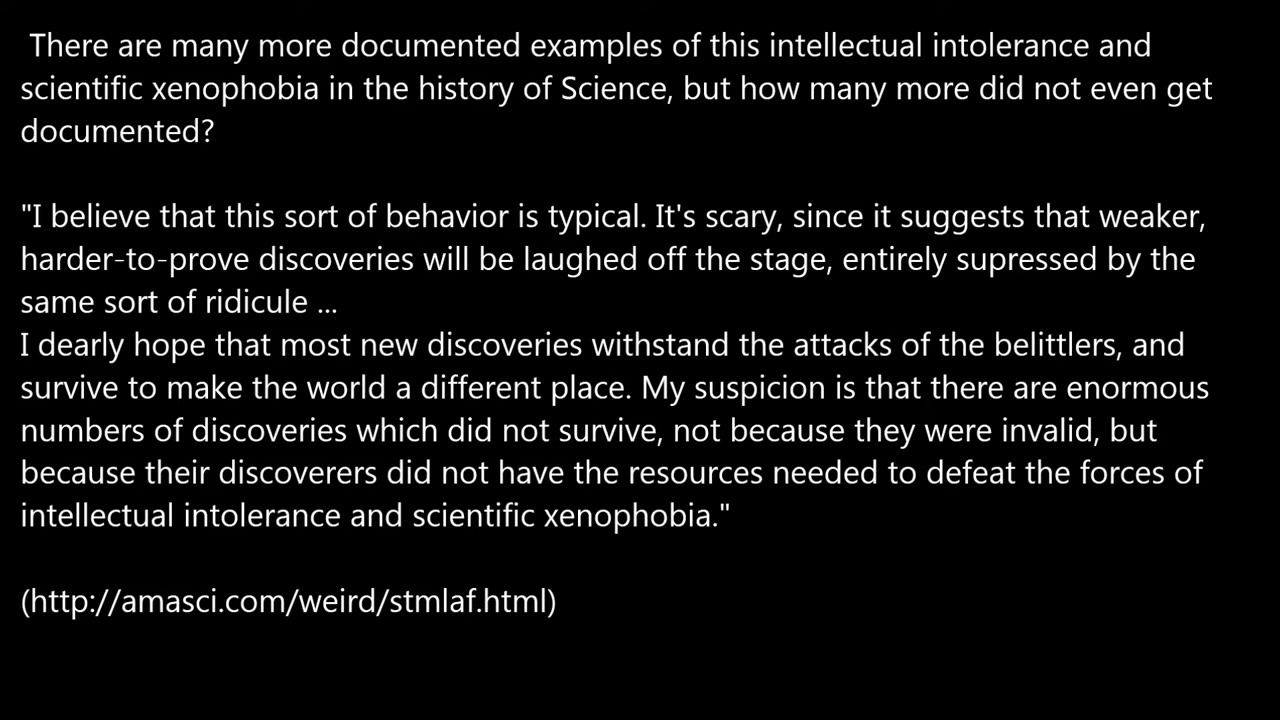 There are many more documented examples of this intellectual intolerance and
scientific xenophobia in the history of Science, but how many more did not even get
documented?
"I believe that this sort of behavior is typical. It's scary, since it suggests that weaker,
harder-to-prove discoveries will be laughed off the stage, entirely supressed by the
same sort of ridicule ...
I dearly hope that most new discoveries withstand the attacks of the belittlers, and
survive to make the world a different place. My suspicion is that there are enormous
numbers of discoveries which did not survive, not because they were invalid, but
because their discoverers did not have the resources needed to defeat the forces of
intellectual intolerance and scientific xenophobia."
(http://amasci.com/weird/stmlaf.html)